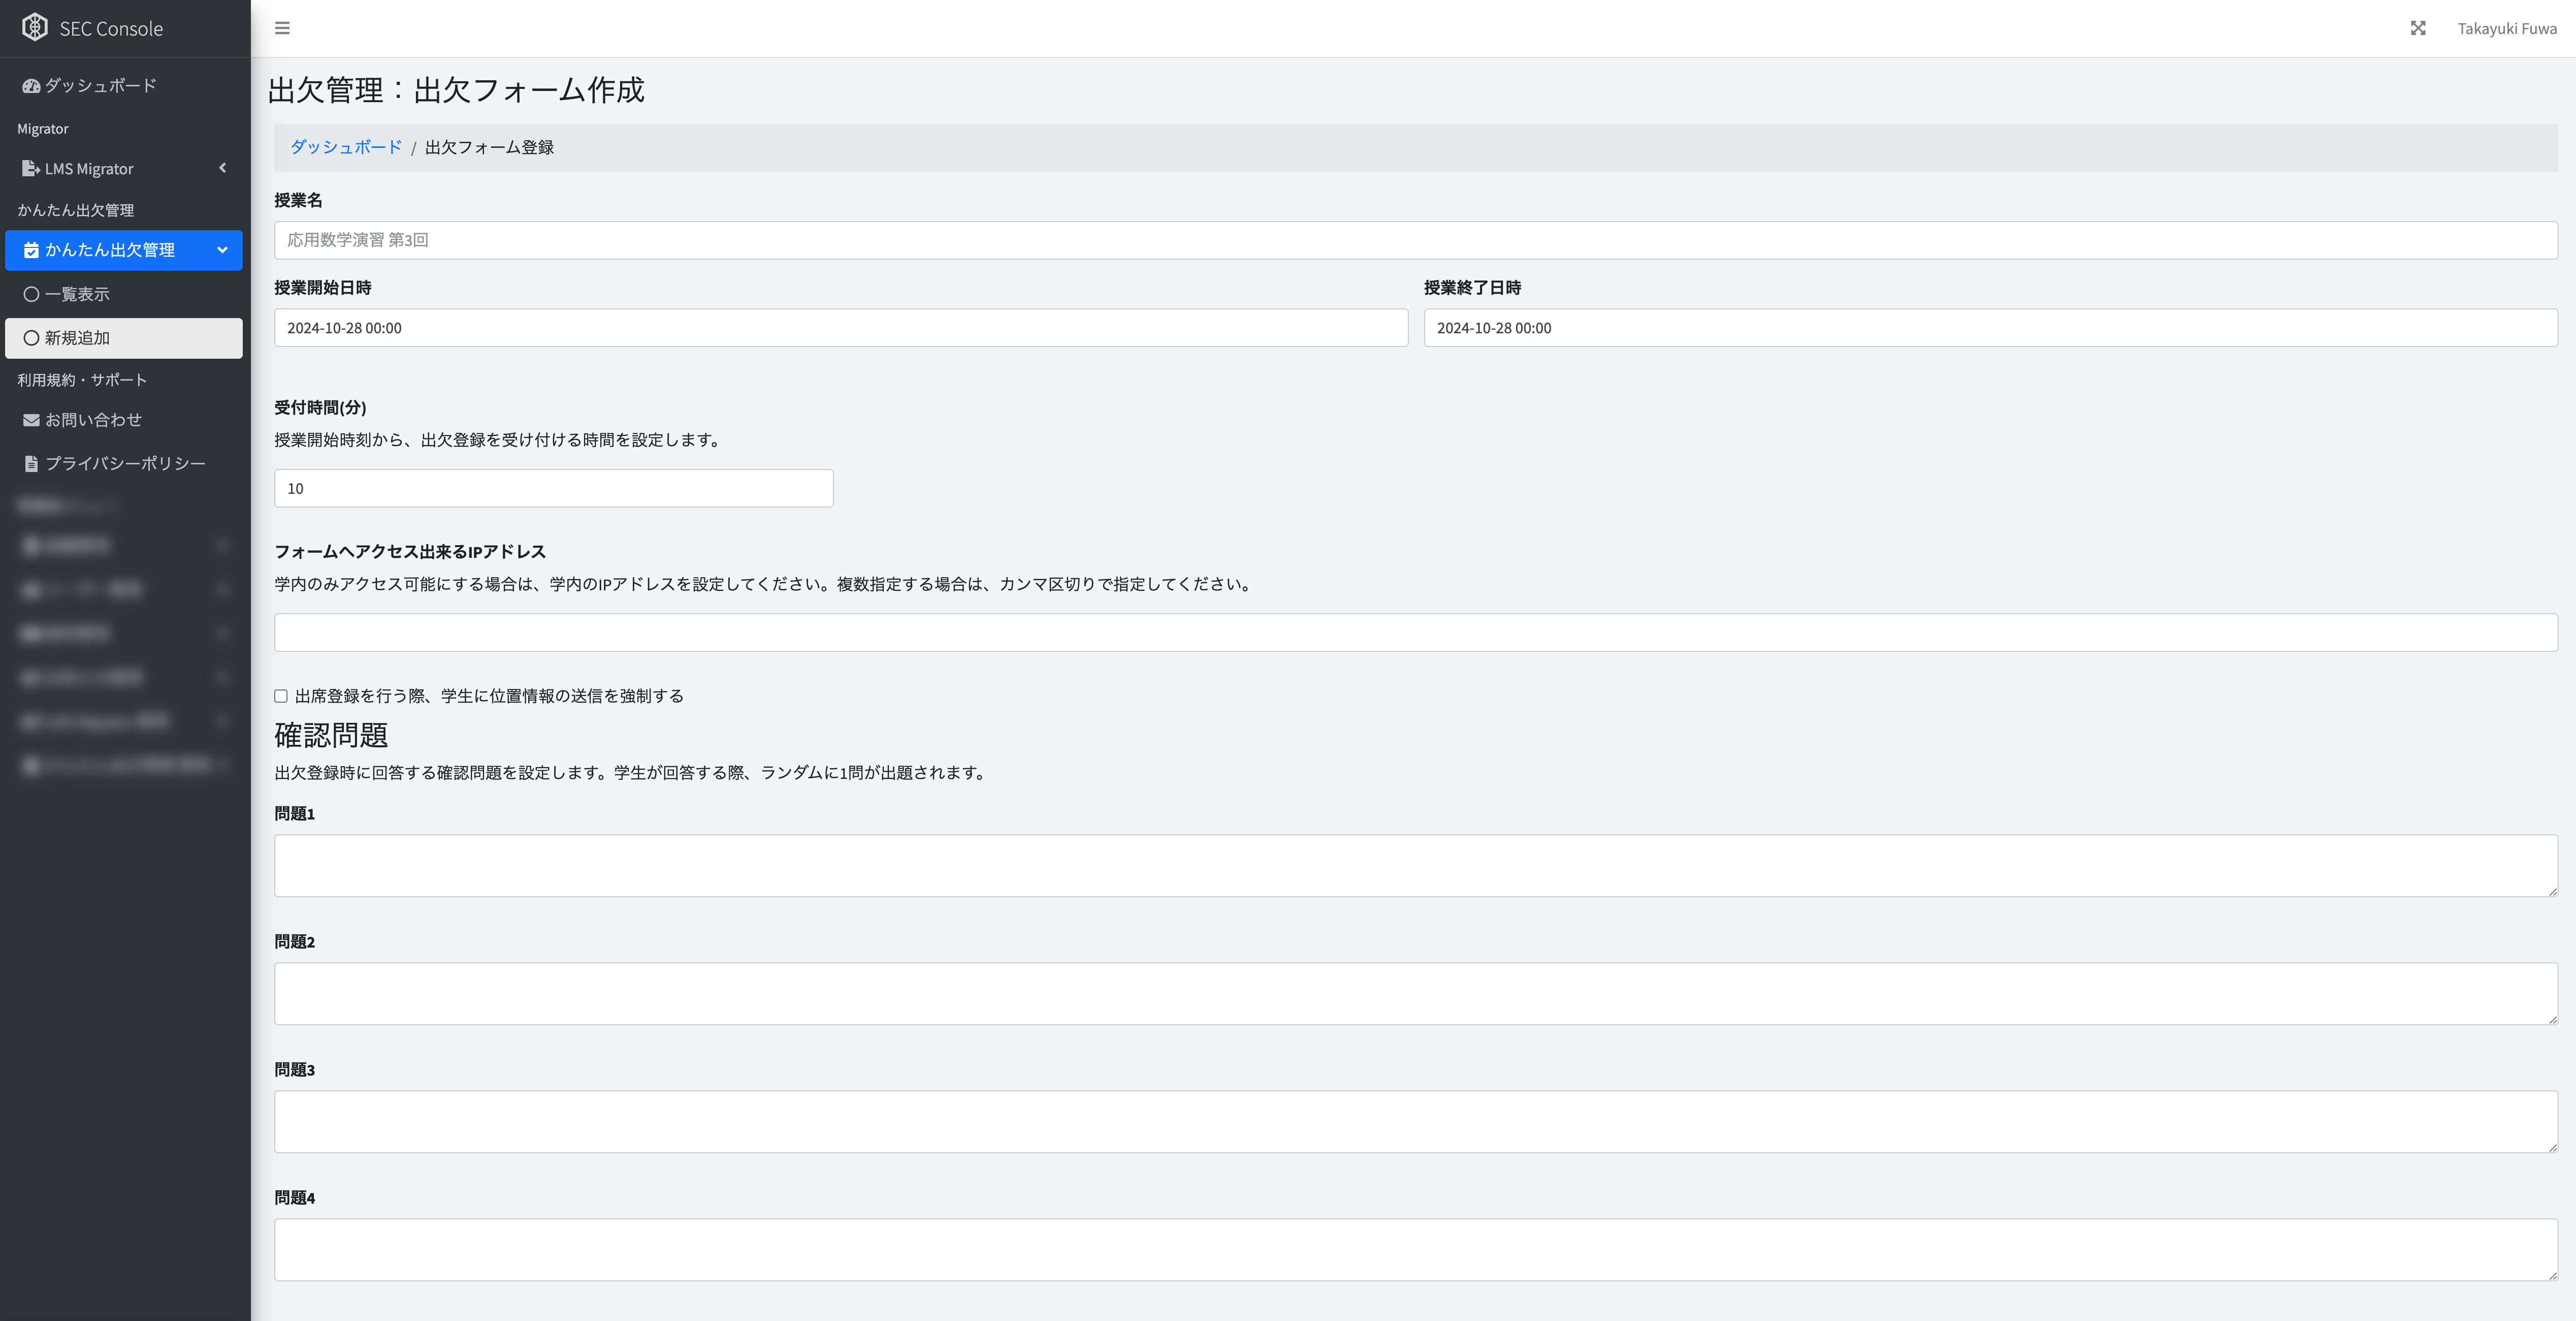 SEC Console
Takayuki Fuwa
ダッシュボード
Migrator
LMS Migrator
かんたん出欠管理
かんたん出欠管理
一覧表示
新規追加
利用規約・サポート
お問い合わせ
プライバシーポリシー
出欠管理：出欠フォーム作成
ダッシュボード / 出欠フォーム登録
授業名
応用数学演習 第3回
授業開始日時
授業終了日時
2024-10-28 00:00
2024-10-28 00:00
受付時間(分)
授業開始時刻から、出欠登録を受け付ける時間を設定します。
10
フォームへアクセス出来るIPアドレス
学内のみアクセス可能にする場合は、学内のIPアドレスを設定してください。複数指定する場合は、カンマ区切りで指定してください。
出席登録を行う際、学生に位置情報の送信を強制する
確認問題
出欠登録時に回答する確認問題を設定します。学生が回答する際、ランダムに1問が出題されます。
問題1
問題2
問題3
問題4